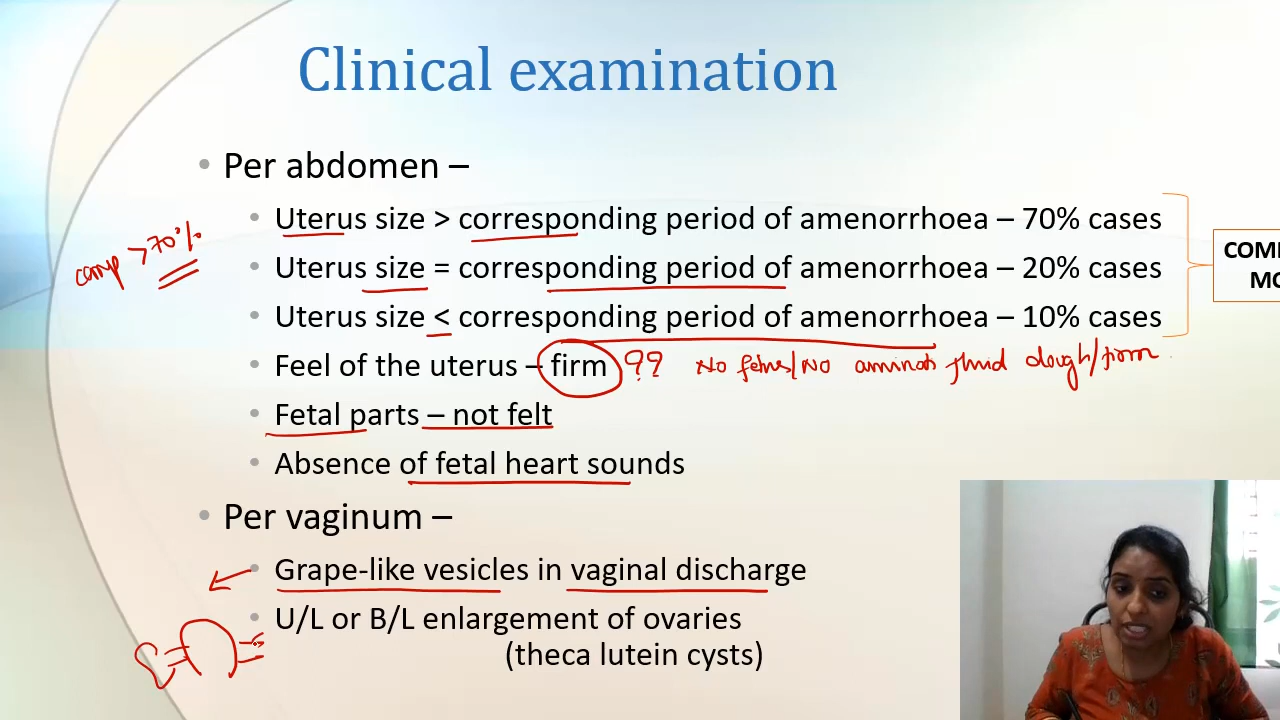 Clinical examination
• Per abdomen –
• Uterus size > corresponding period of amenorrhoea – 70% cases
• Uterus size = corresponding period of amenorrhoea – 20% cases
• Uterus size < corresponding period of amenorrhoea – 10% cases
COM
MO
>70%
• Feel of the uterus – firm ?? No fetus/No fluid dough/firm
• Fetal parts – not felt
• Absence of fetal heart sounds
• Per vaginum –
• Grape-like vesicles in vaginal discharge
• U/L or B/L enlargement of ovaries
(theca lutein cysts)